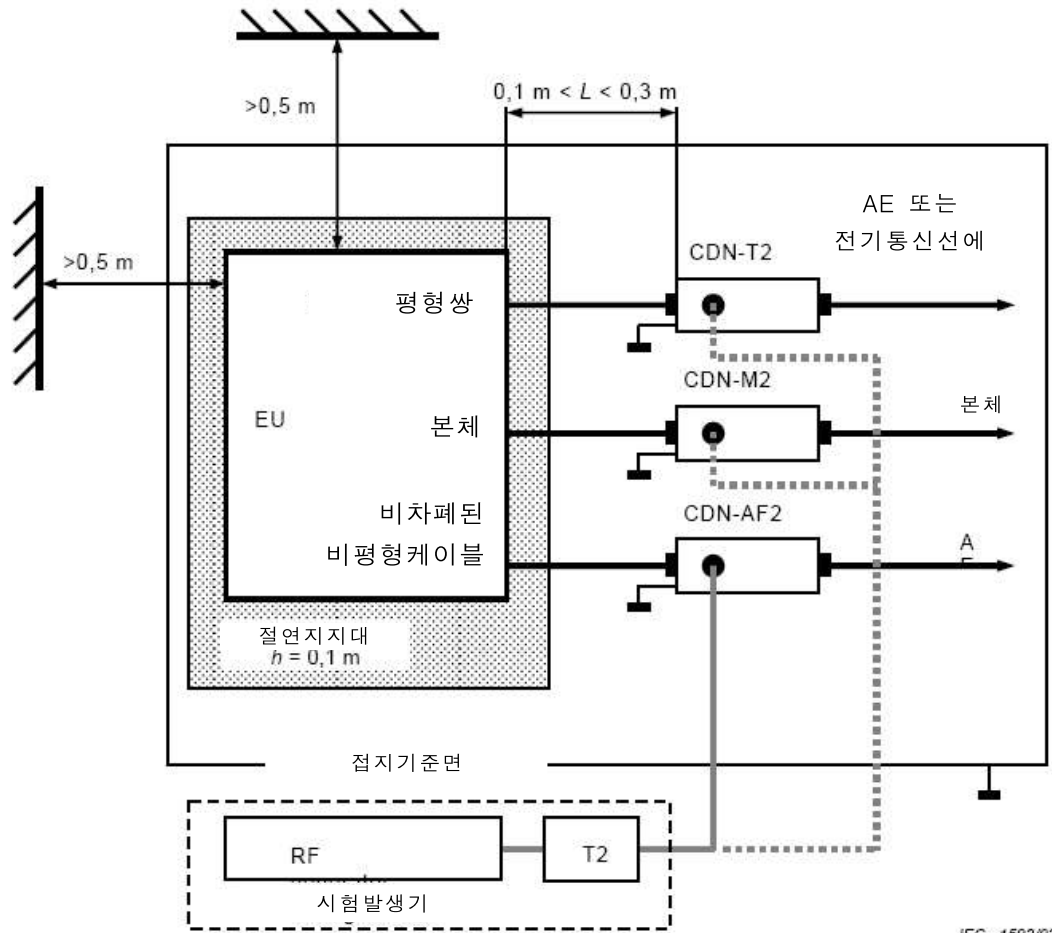 >0,5 m
0,1 m < L < 0,3 m
>0,5 m
AE 또는
전기통신선에
CDN-T2
평형쌍
CDN-M2
EU
본체
본체
CDN-AF2
비차폐된
비평형케이블
절연지지대
h = 0,1 m
접지기준면
RF
T2
시험발생기